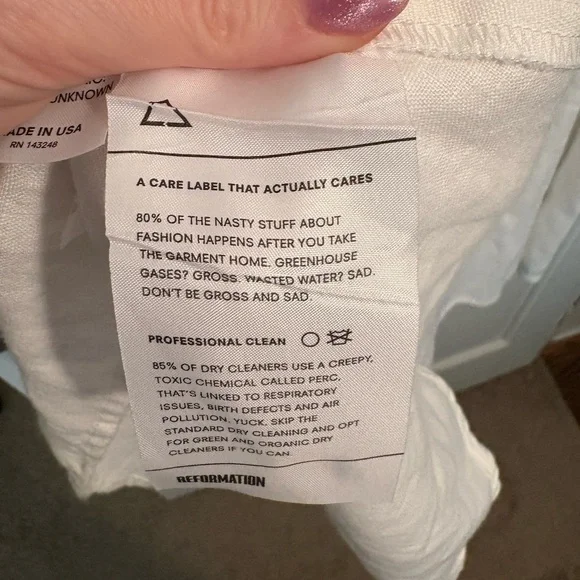 UNKNOWN
MADE IN USA
RN 143248
A CARE LABEL THAT ACTUALLY CARES
80% OF THE NASTY STUFF ABOUT
FASHION HAPPENS AFTER YOU TAKE
THE GARMENT HOME. GREENHOUSE
GASES? GROSS. WASTED WATER? SAD.
DON'T BE GROSS AND SAD.
PROFESSIONAL CLEAN
85% OF DRY CLEANERS USE A CREEPY,
TOXIC CHEMICAL CALLED PERC,
THAT'S LINKED TO RESPIRATORY
ISSUES, BIRTH DEFECTS AND AIR
POLLUTION. YUCK. SKIP THE
STANDARD DRY CLEANING AND OPT
FOR GREEN AND ORGANIC DRY
CLEANERS IF YOU CAN.
REFORMATION